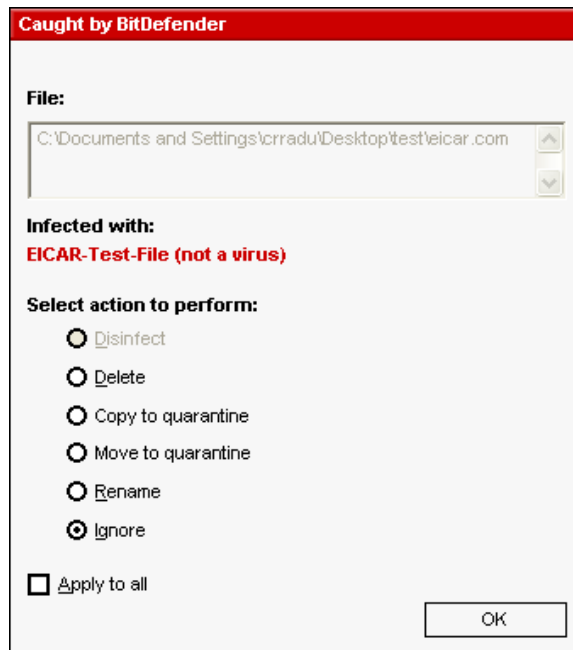 Caught by BitDefender
File:
C:\Documents and Settings\crradu\Desktop\test\eicar.com
Infected with:
EICAR-Test-File (not a virus)
Select action to perform:
Disinfect
Delete
Copy to quarantine
Move to quarantine
Rename
Ignore
Apply to all
OK